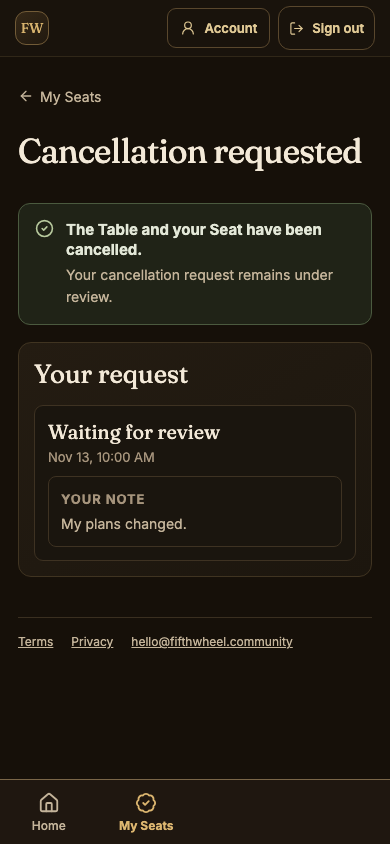 FW
Account
Sign out
My Seats
Cancellation requested
The Table and your Seat have been
cancelled.
Your cancellation request remains under
review.
Your request
Waiting for review
Nov 13, 10:00 AM
YOUR NOTE
My plans changed.
Terms
Privacy
hello@fifthwheel.community
Home
My Seats